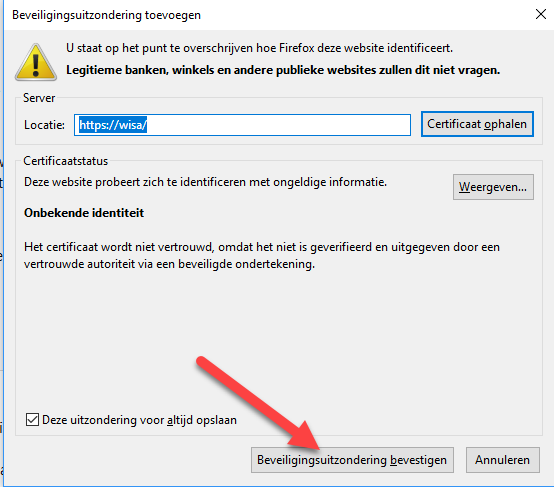 Beveiligingsuitzondering toevoegen
U staat op het punt te overschrijven hoe Firefox deze website identificeert.
Legitieme banken, winkels en andere publieke websites zullen dit niet vragen.
Server
Locatie: https://wisa/ Certificaat ophalen
Certificaatstatus
Deze website probeert zich te identificeren met ongeldige informatie. Weergeven...
Onbekende identiteit
Het certificaat wordt niet vertrouwd, omdat het niet is geverifieerd en uitgegeven door een
vertrouwde autoriteit via een beveiligde ondertekening.
Deze uitzondering voor altijd opslaan
Beveiligingsuitzondering bevestigen Annuleren